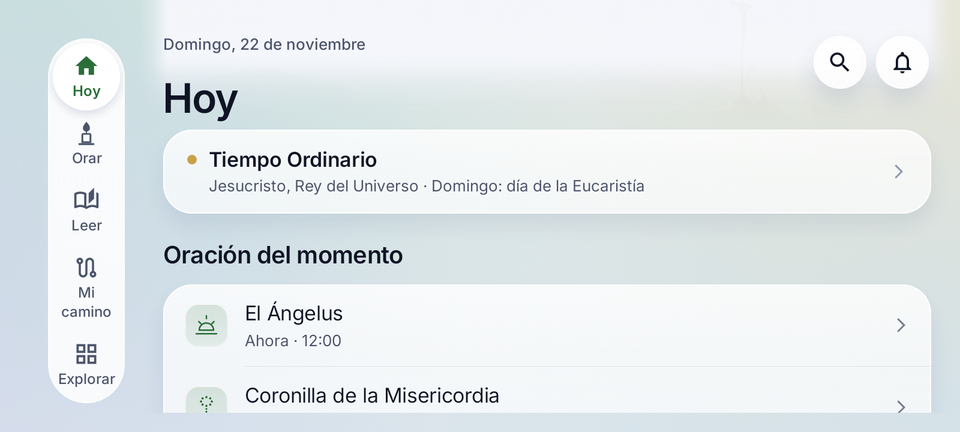 Domingo, 22 de noviembre
Hoy
Hoy
Orar
Leer
Mi
camino
Explorar
Tiempo Ordinario
Jesucristo, Rey del Universo · Domingo: día de la Eucaristía
Oración del momento
El Ángelus
Ahora · 12:00
Coronilla de la Misericordia